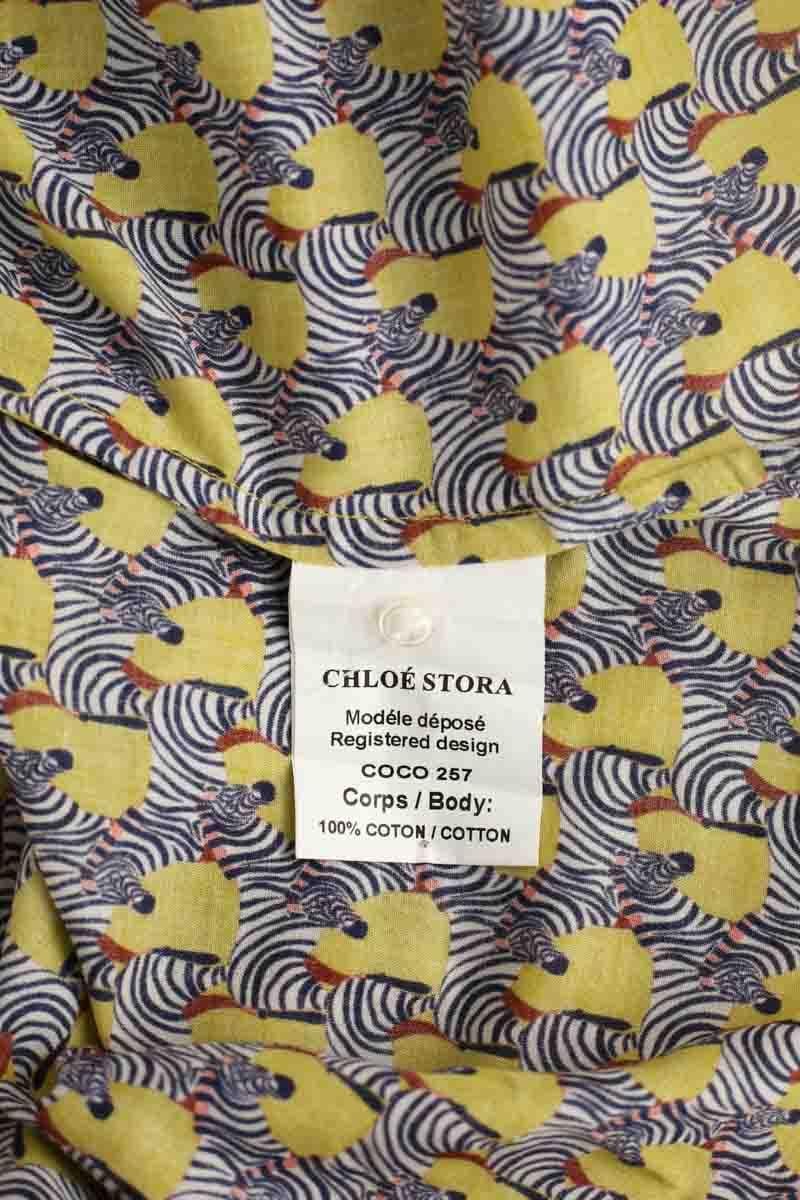 CHLOÉ STORA
Modéle déposé
Registered design
COCO 257
Corps / Body:
100% COTON / COTTON